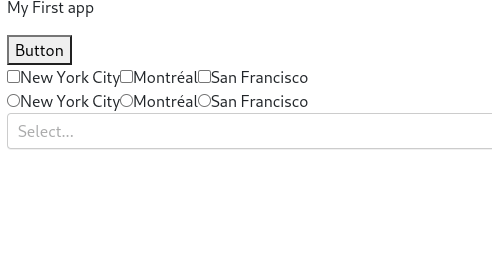 My First app
Button
New York City Montréal San Francisco
New York City Montréal San Francisco
Select...